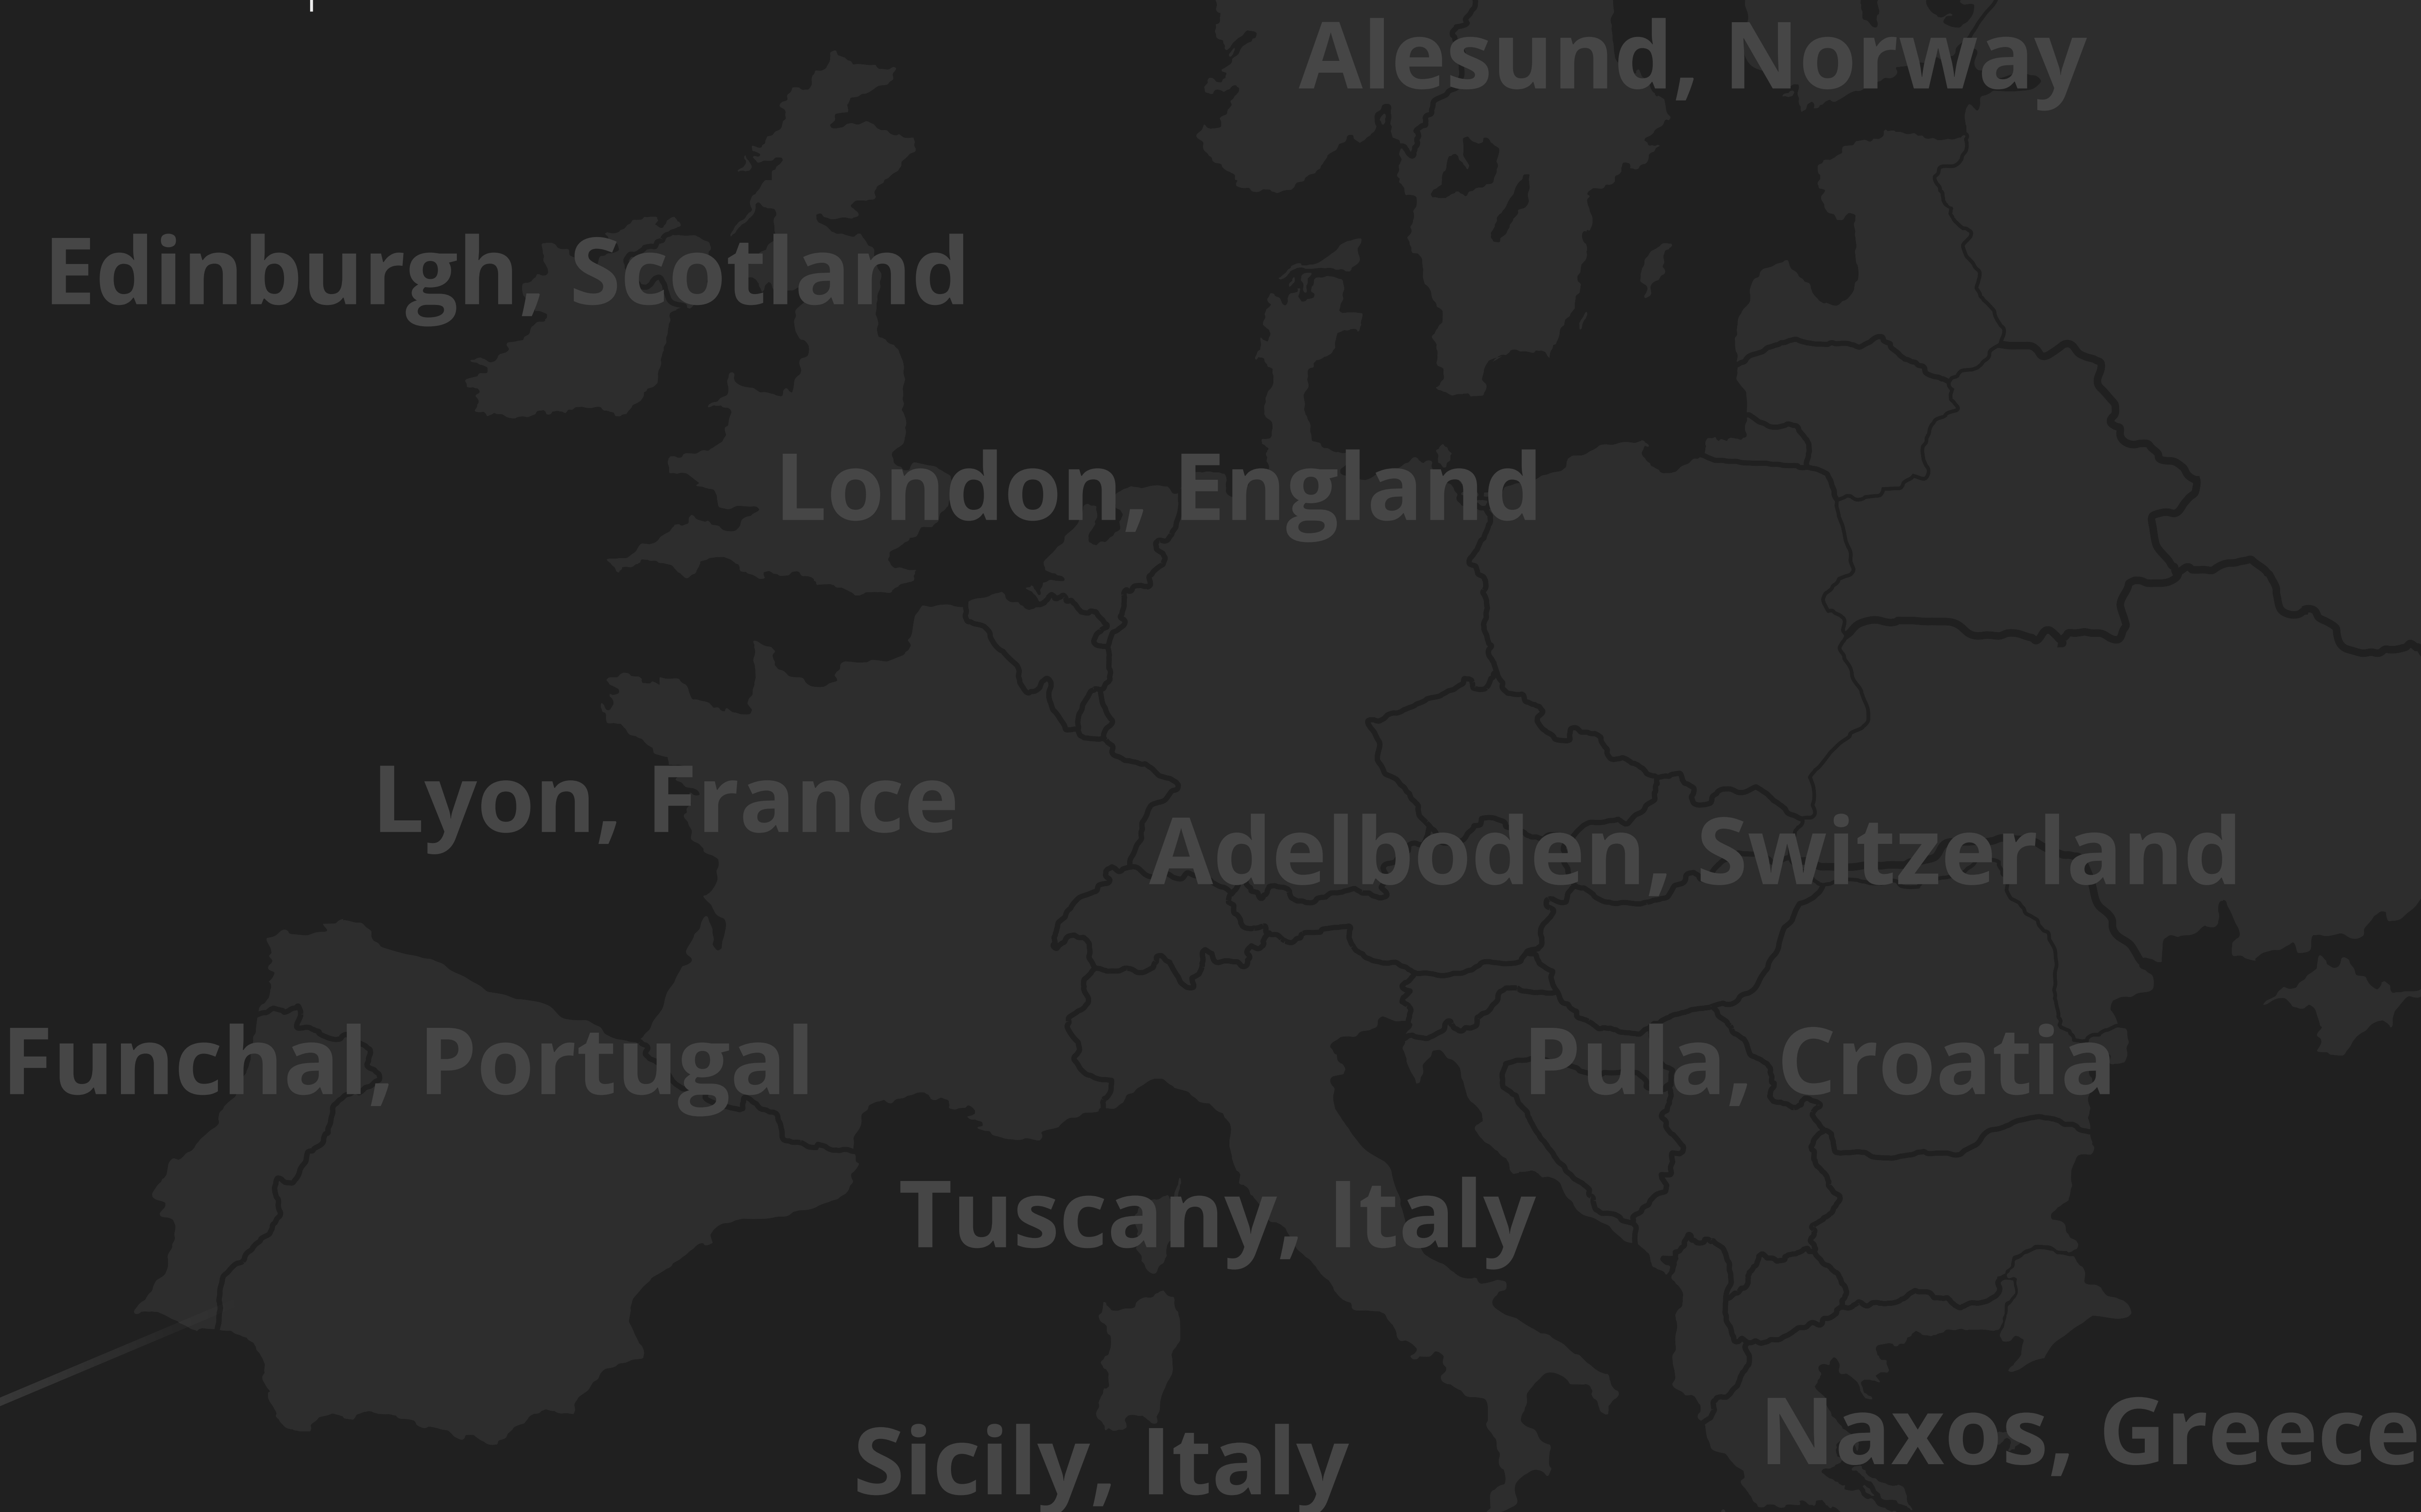 Alesund, Norway
Edinburgh, Scotland
London, England
Lyon, France
Adelboden, Switzerland
Funchal, Portugal
Pula, Croatia
Tuscany, Italy
Naxos, Greece
Sicily, Italy